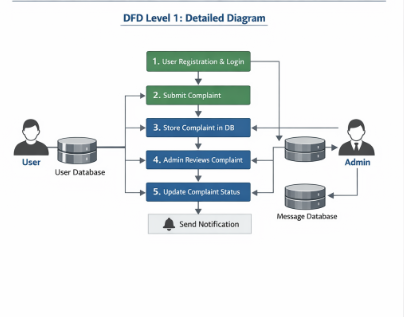 DFD Level 1: Detailed Diagram
1. User Registration & Login
2. Submit Complaint
3. Store Complaint in DB
4. Admin Reviews Complaint
5. Update Complaint Status
Send Notification
User
User Database
Admin
Message Database